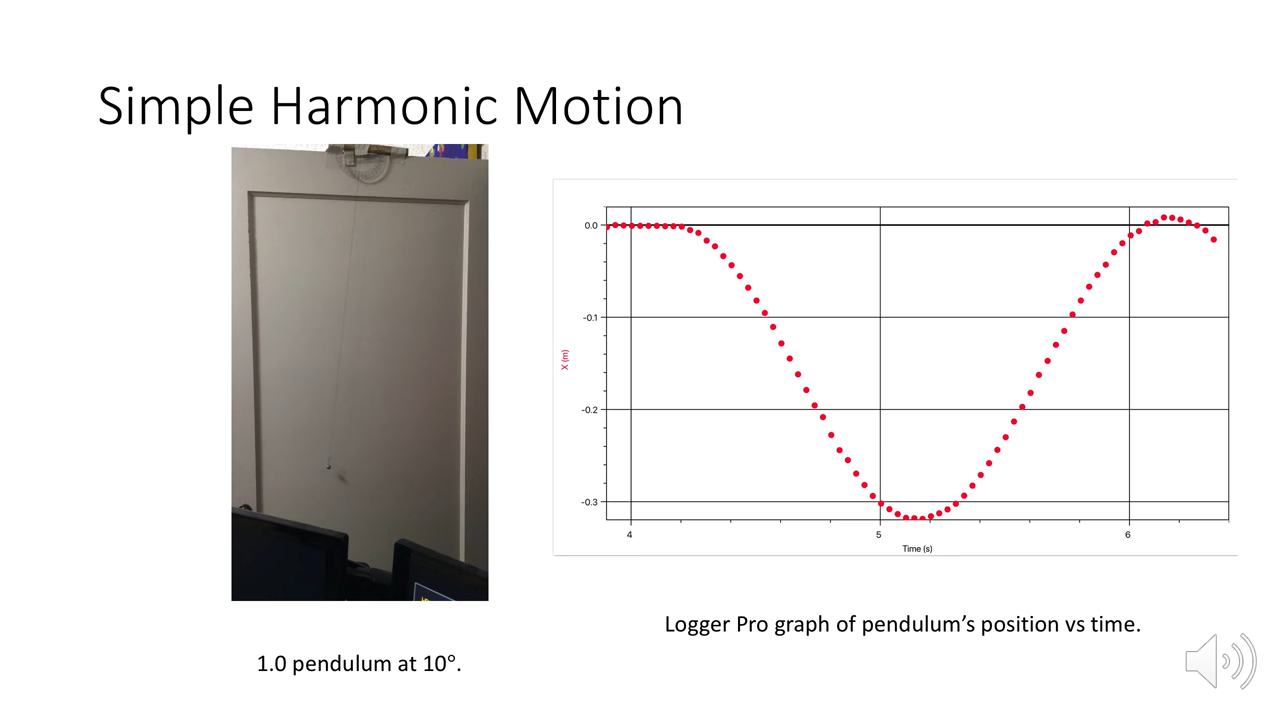 Simple Harmonic Motion
0.0
-0.1
-0.2
-0.3
X (m)
4
5
6
Time (s)
Logger Pro graph of pendulum’s position vs time.
1.0 pendulum at 10°.